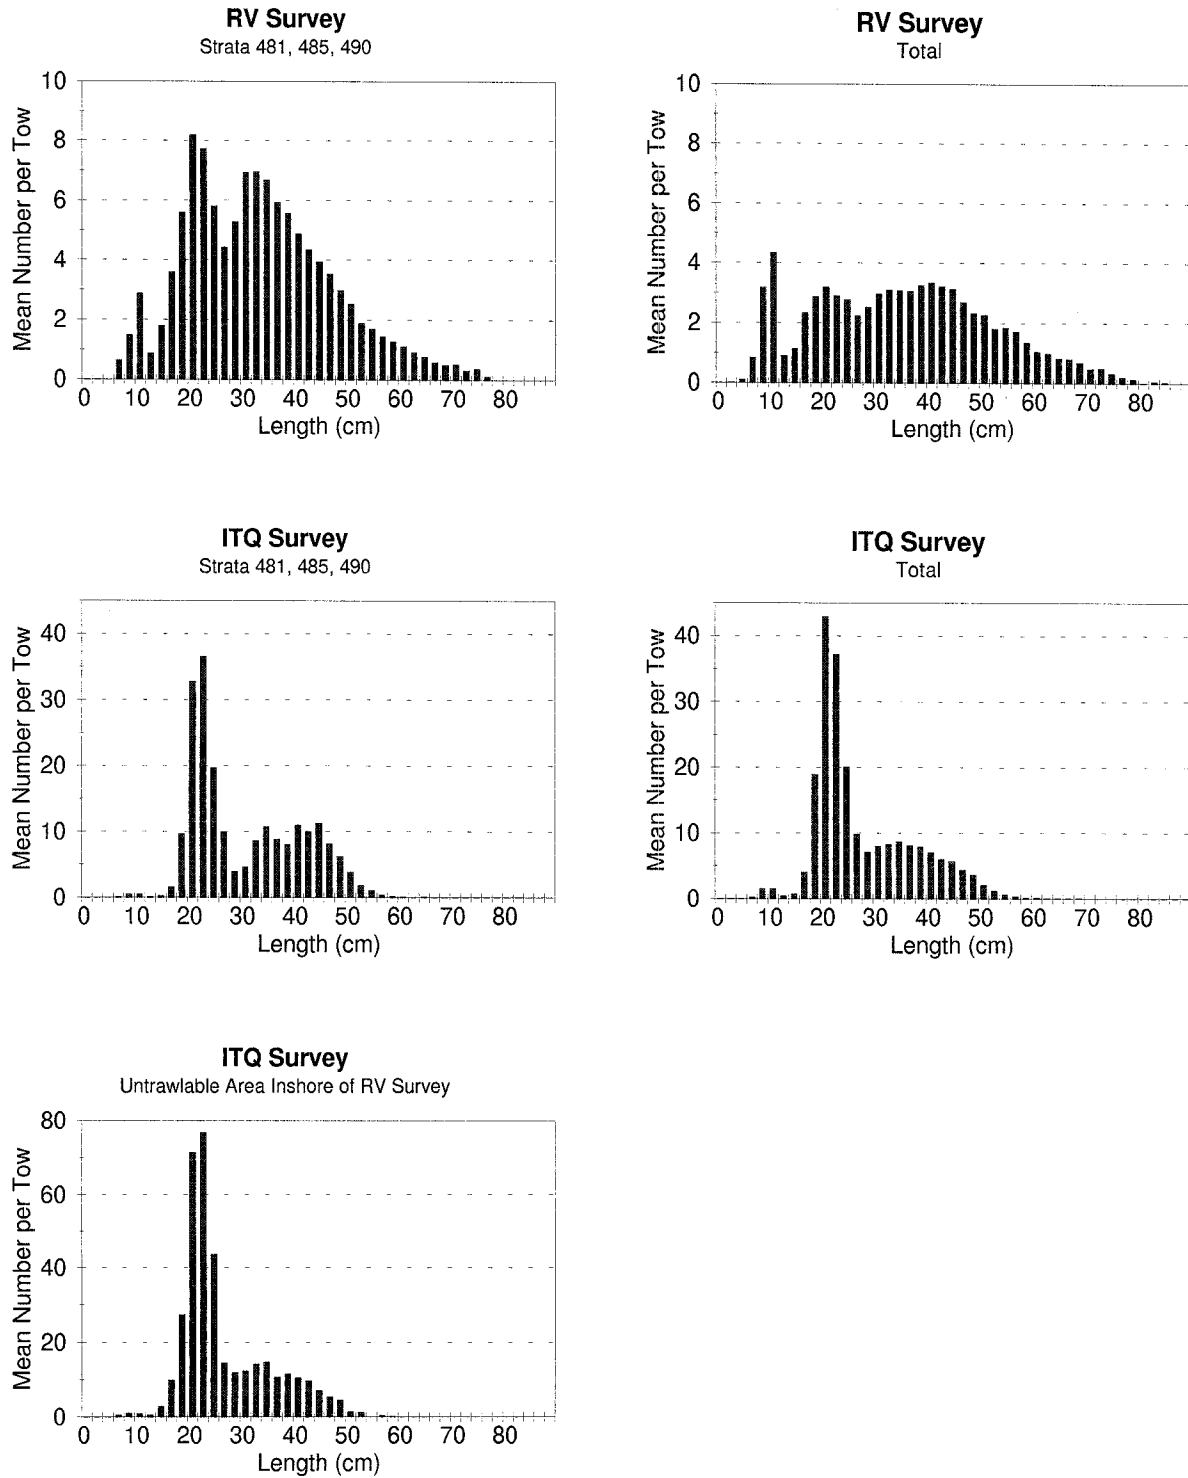 RV Survey
Strata 481, 485, 490
Mean Number per Tow
10
8
6
4
2
0
0 10 20 30 40 50 60 70 80
Length (cm)
RV Survey
Total
Mean Number per Tow
10
8
6
4
2
0
0 10 20 30 40 50 60 70 80
Length (cm)
ITQ Survey
Strata 481, 485, 490
Mean Number per Tow
40
30
20
10
0
0 10 20 30 40 50 60 70 80
Length (cm)
ITQ Survey
Total
Mean Number per Tow
40
30
20
10
0
0 10 20 30 40 50 60 70 80
Length (cm)
ITQ Survey
Untrawlable Area Inshore of RV Survey
Mean Number per Tow
80
60
40
20
0
0 10 20 30 40 50 60 70 80
Length (cm)